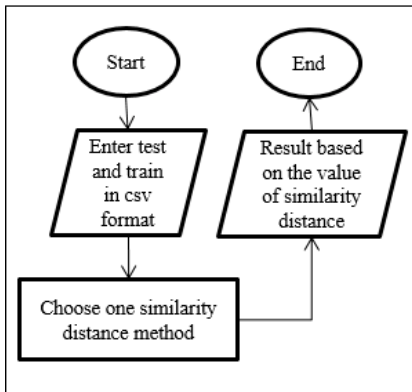 Start
Enter test
and train
in csv
format
Choose one similarity
distance method
Result based
on the value
of similarity
distance
End